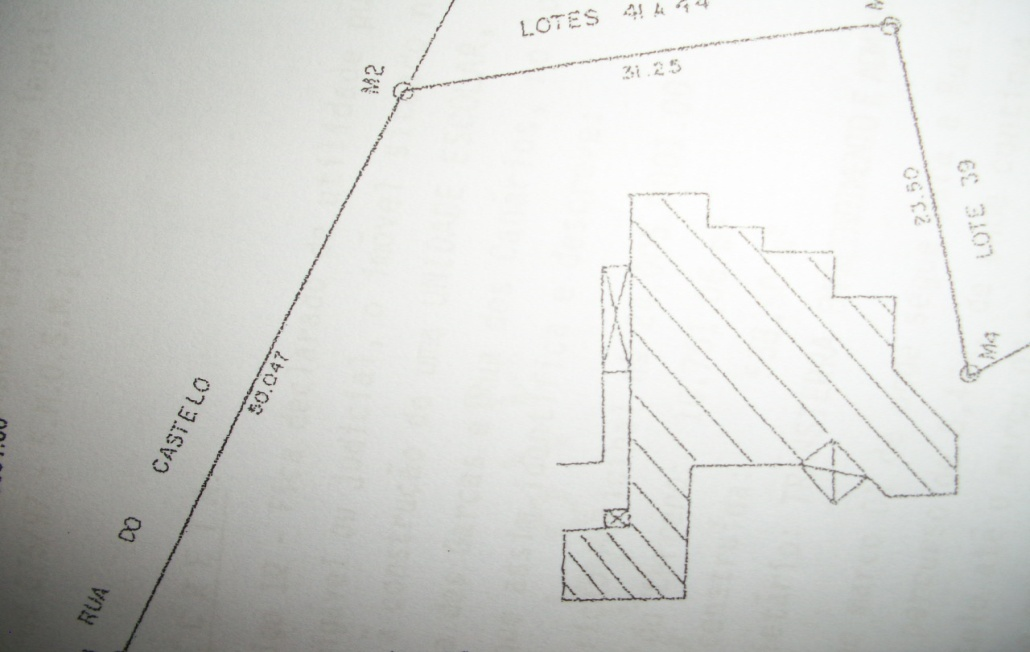 LOTES 41 A 44
31.25
M2
23.50
LOTE 39
M4
50.047
RUA DO CASTELO